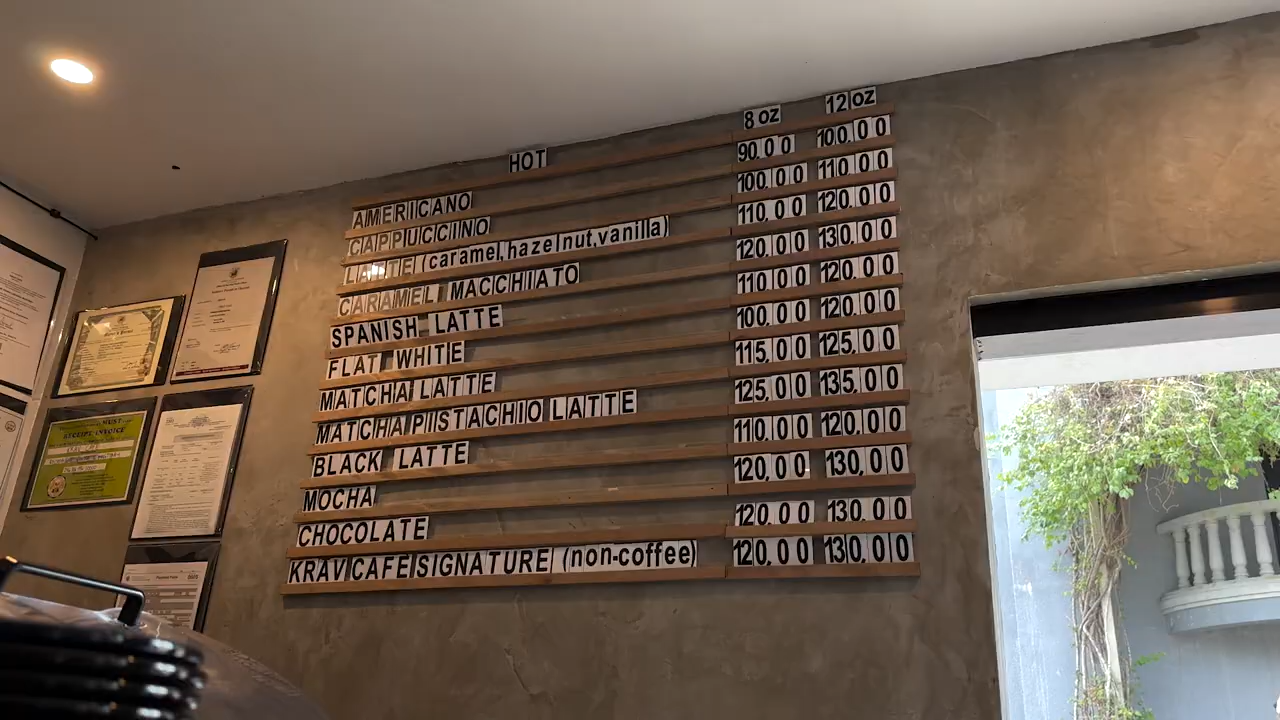 HOT 8 oz 12 oz
AMERICANO 90.00 100.00
CAPPUCCINO 100.00 110.00
LATTE (caramel,hazelnut,vanilla) 110.00 120.00
CARAMEL MACCHIATO 120.00 130.00
SPANISH LATTE 110.00 120.00
FLAT WHITE 100.00 120.00
MATCHA LATTE 115.00 125.00
MATCHA PISTACHIO LATTE 125.00 135.00
BLACK LATTE 110.00 120.00
MOCHA 120.00 130.00
CHOCOLATE 120.00 130.00
KRAV CAFE SIGNATURE (non-coffee) 120.00 130.00
MUST
RECEIPT/INVOICE